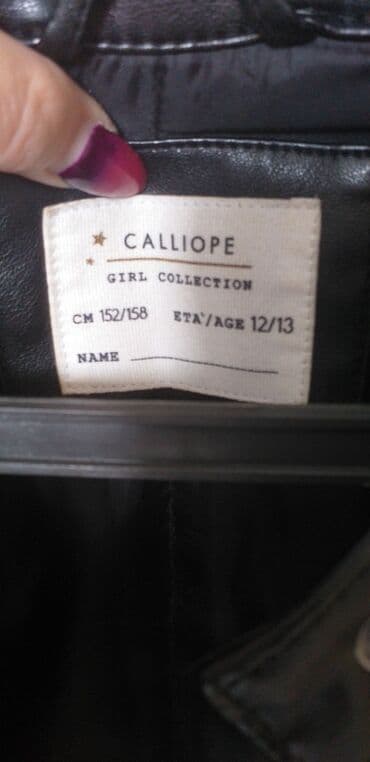 CALLIOPE
GIRL COLLECTION
CM 152/158 ETA'/AGE 12/13
NAME